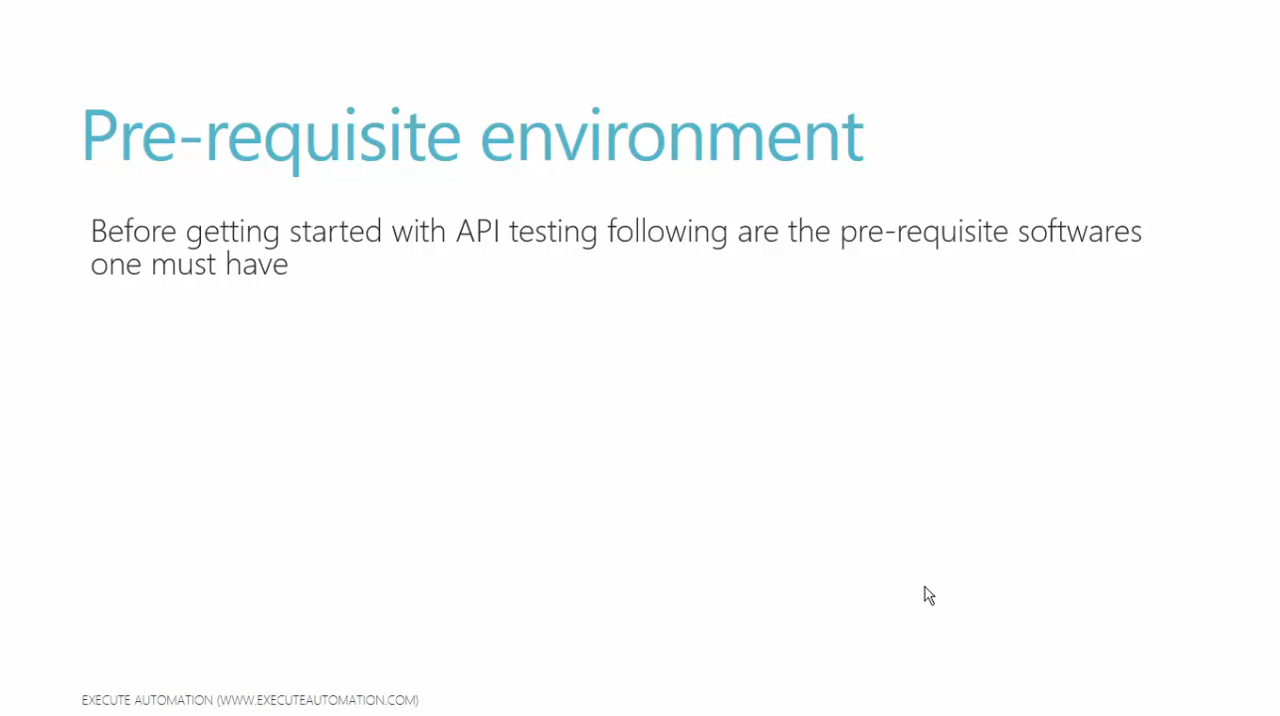 Pre-requisite environment
Before getting started with API testing following are the pre-requisite softwares
one must have
EXECUTE AUTOMATION (WWW.EXECUTEAUTOMATION.COM)